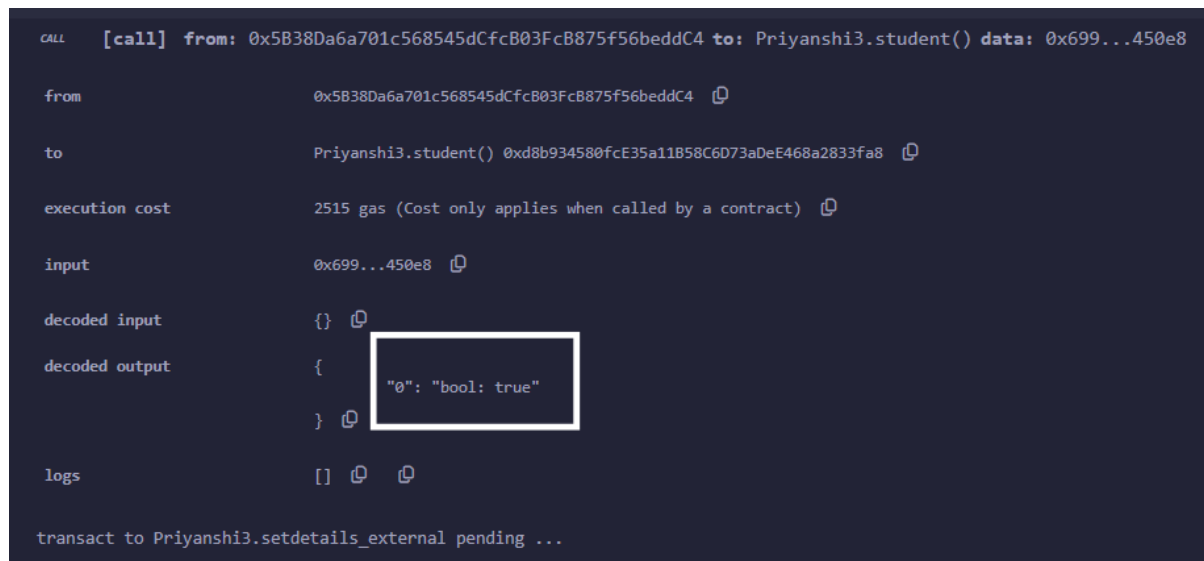 CALL [call] from: 0x5B38Da6a701c568545dCfcB03FcB875f56beddC4 to: Priyanshi3.student() data: 0x699...450e8
from 0x5B38Da6a701c568545dCfcB03FcB875f56beddC4
to Priyanshi3.student() 0xd8b934580fcE35a11B58C6D73aDeE468a2833fa8
execution cost 2515 gas (Cost only applies when called by a contract)
input 0x699...450e8
decoded input {}
decoded output {
"0": "bool: true"
}
logs []
transact to Priyanshi3.setdetails_external pending ...